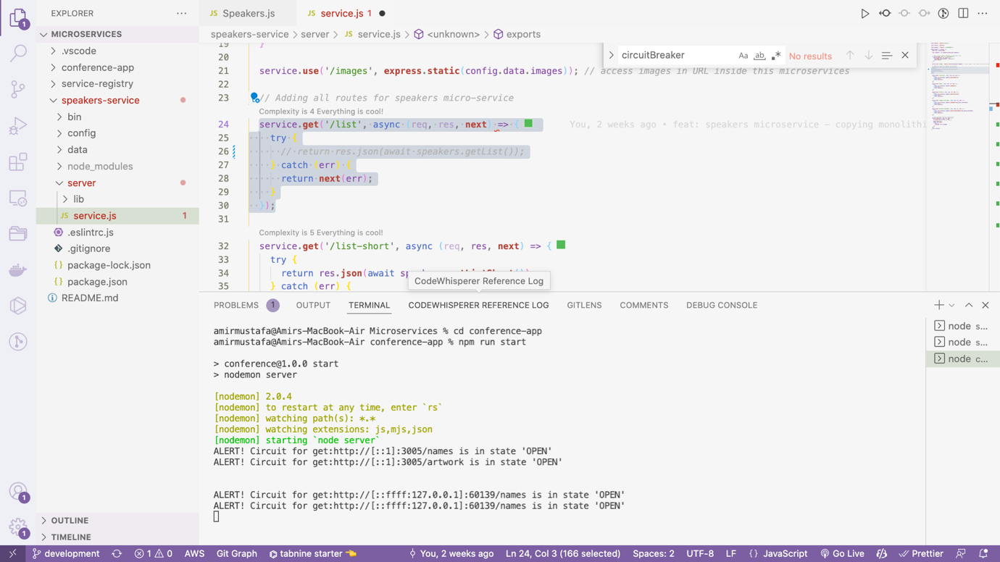 EXPLORER
MICROSERVICES
.vscode
conference-app
service-registry
speakers-service
bin
config
data
node_modules
server
lib
JS service.js 1
.eslintrc.js
.gitignore
{} package-lock.json
{} package.json
README.md
OUTLINE
TIMELINE
1
1
1
JS Speakers.js
JS service.js 1
speakers-service > server > JS service.js > <unknown> > exports
circuitBreaker
Aa ab .* No results
19 }
20
21 service.use('/images', express.static(config.data.images)); // access images in URL inside this microservices
22
23 // Adding all routes for speakers micro-service
Complexity is 4 Everything is cool!
24 service.get('/list', async (req, res, next) => { You, 2 weeks ago • feat: speakers microservice – copying monolithi
25 try {
26 // return res.json(await speakers.getList());
27 } catch (err) {
28 return next(err);
29 }
30 });
31
Complexity is 5 Everything is cool!
32 service.get('/list-short', async (req, res, next) => {
33 try {
34 return res.json(await
35 } catch (err) {
CodeWhisperer Reference Log
PROBLEMS 1 OUTPUT TERMINAL CODEWHISPERER REFERENCE LOG GITLENS COMMENTS DEBUG CONSOLE
amirmustafa@Amirs-MacBook-Air Microservices % cd conference-app
amirmustafa@Amirs-MacBook-Air conference-app % npm run start
> conference@1.0.0 start
> nodemon server
[nodemon] 2.0.4
[nodemon] to restart at any time, enter `rs`
[nodemon] watching path(s): *.*
[nodemon] watching extensions: js,mjs,json
[nodemon] starting `node server`
ALERT! Circuit for get:http://[::1]:3005/names is in state 'OPEN'
ALERT! Circuit for get:http://[::1]:3005/artwork is in state 'OPEN'
ALERT! Circuit for get:http://[::ffff:127.0.0.1]:60139/names is in state 'OPEN'
ALERT! Circuit for get:http://[::ffff:127.0.0.1]:60139/names is in state 'OPEN'
node s...
node s...
node c...
development 1 0 AWS Git Graph tabnine starter You, 2 weeks ago Ln 24, Col 3 (166 selected) Spaces: 2 UTF-8 LF {} JavaScript Go Live Prettier